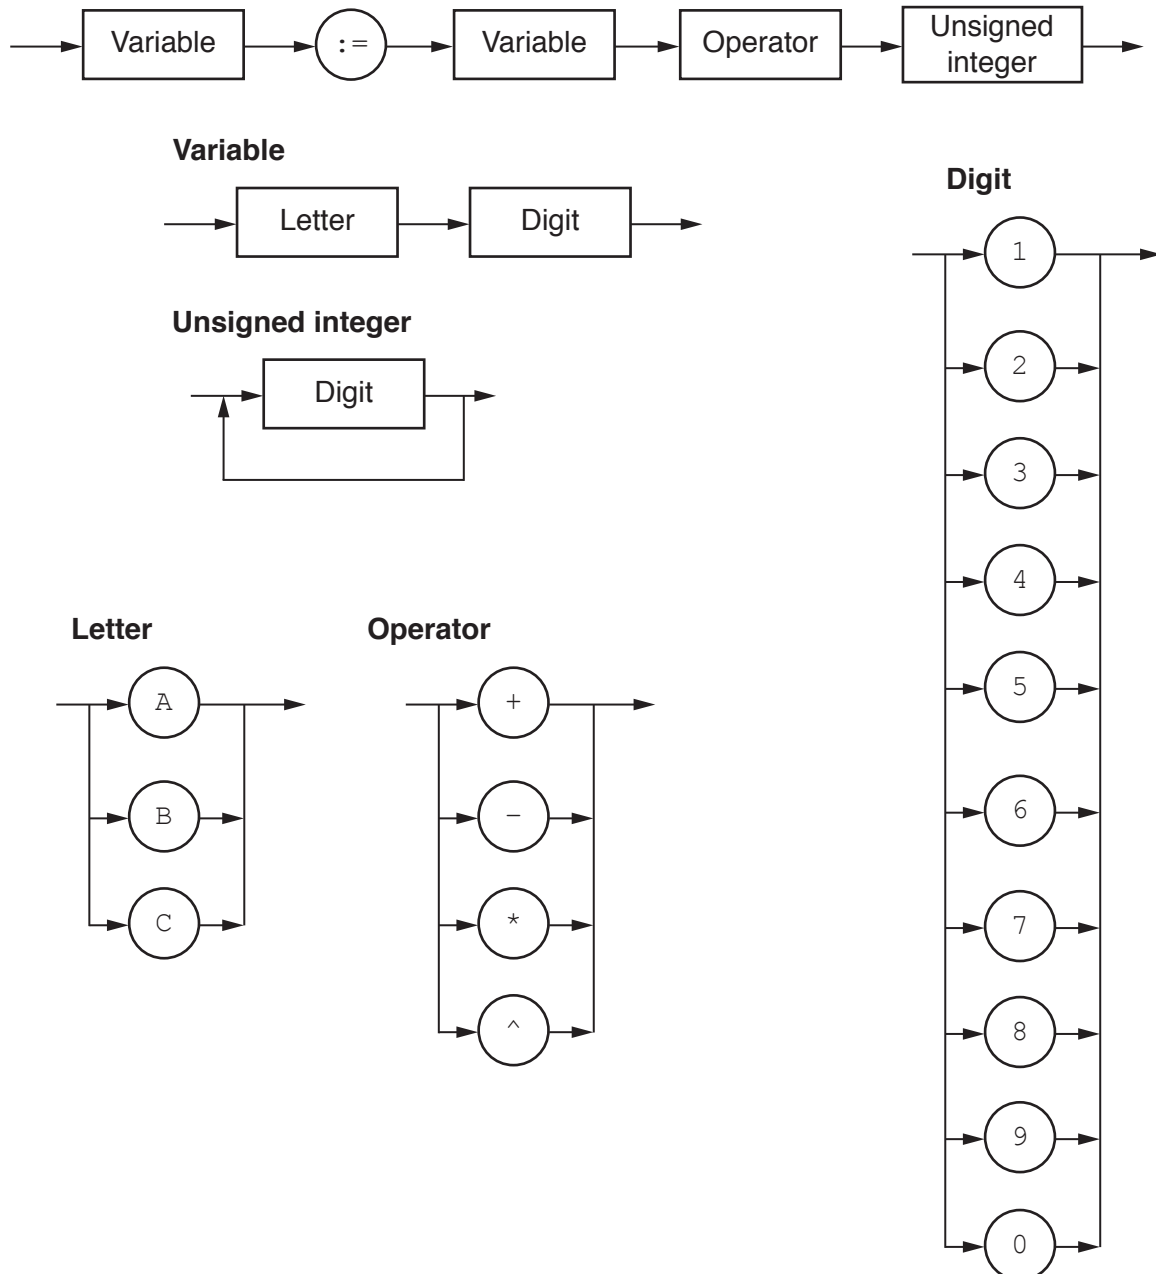 Variable := Variable Operator Unsigned integer
Variable
Letter Digit
Unsigned integer
Digit
Letter
A
B
C
Operator
+
-
*
^
Digit
1
2
3
4
5
6
7
8
9
0